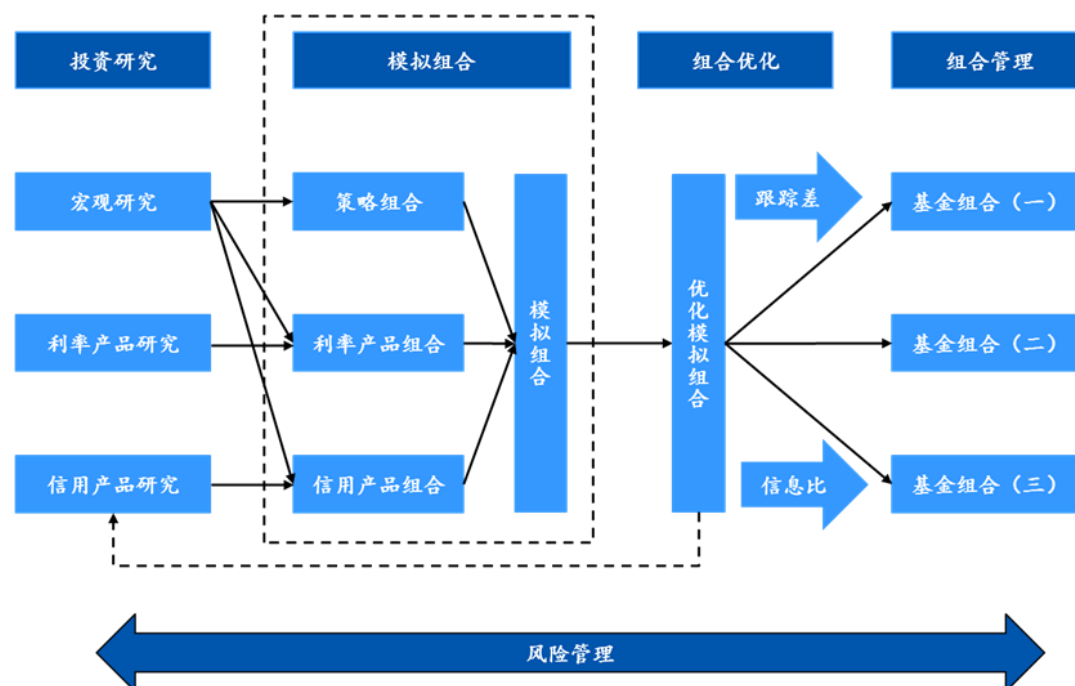 投资研究
模拟组合
组合优化
组合管理
宏观研究
策略组合
跟踪差
基金组合（一）
利率产品研究
利率产品组合
模拟组合
优化模拟组合
基金组合（二）
信用产品研究
信用产品组合
信息比
基金组合（三）
风险管理